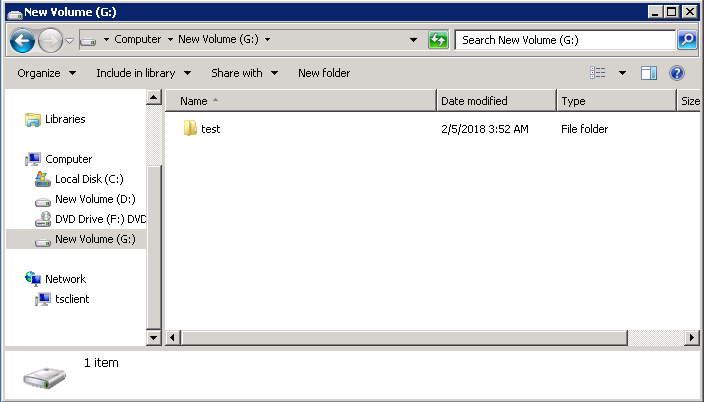 New Volume (G:)
Computer New Volume (G:) Search New Volume (G:)
Organize Include in library Share with New folder
Name Date modified Type Size
Libraries
test 2/5/2018 3:52 AM File folder
Computer
Local Disk (C:)
New Volume (D:)
DVD Drive (F:) DVD
New Volume (G:)
Network
tsclient
1 item